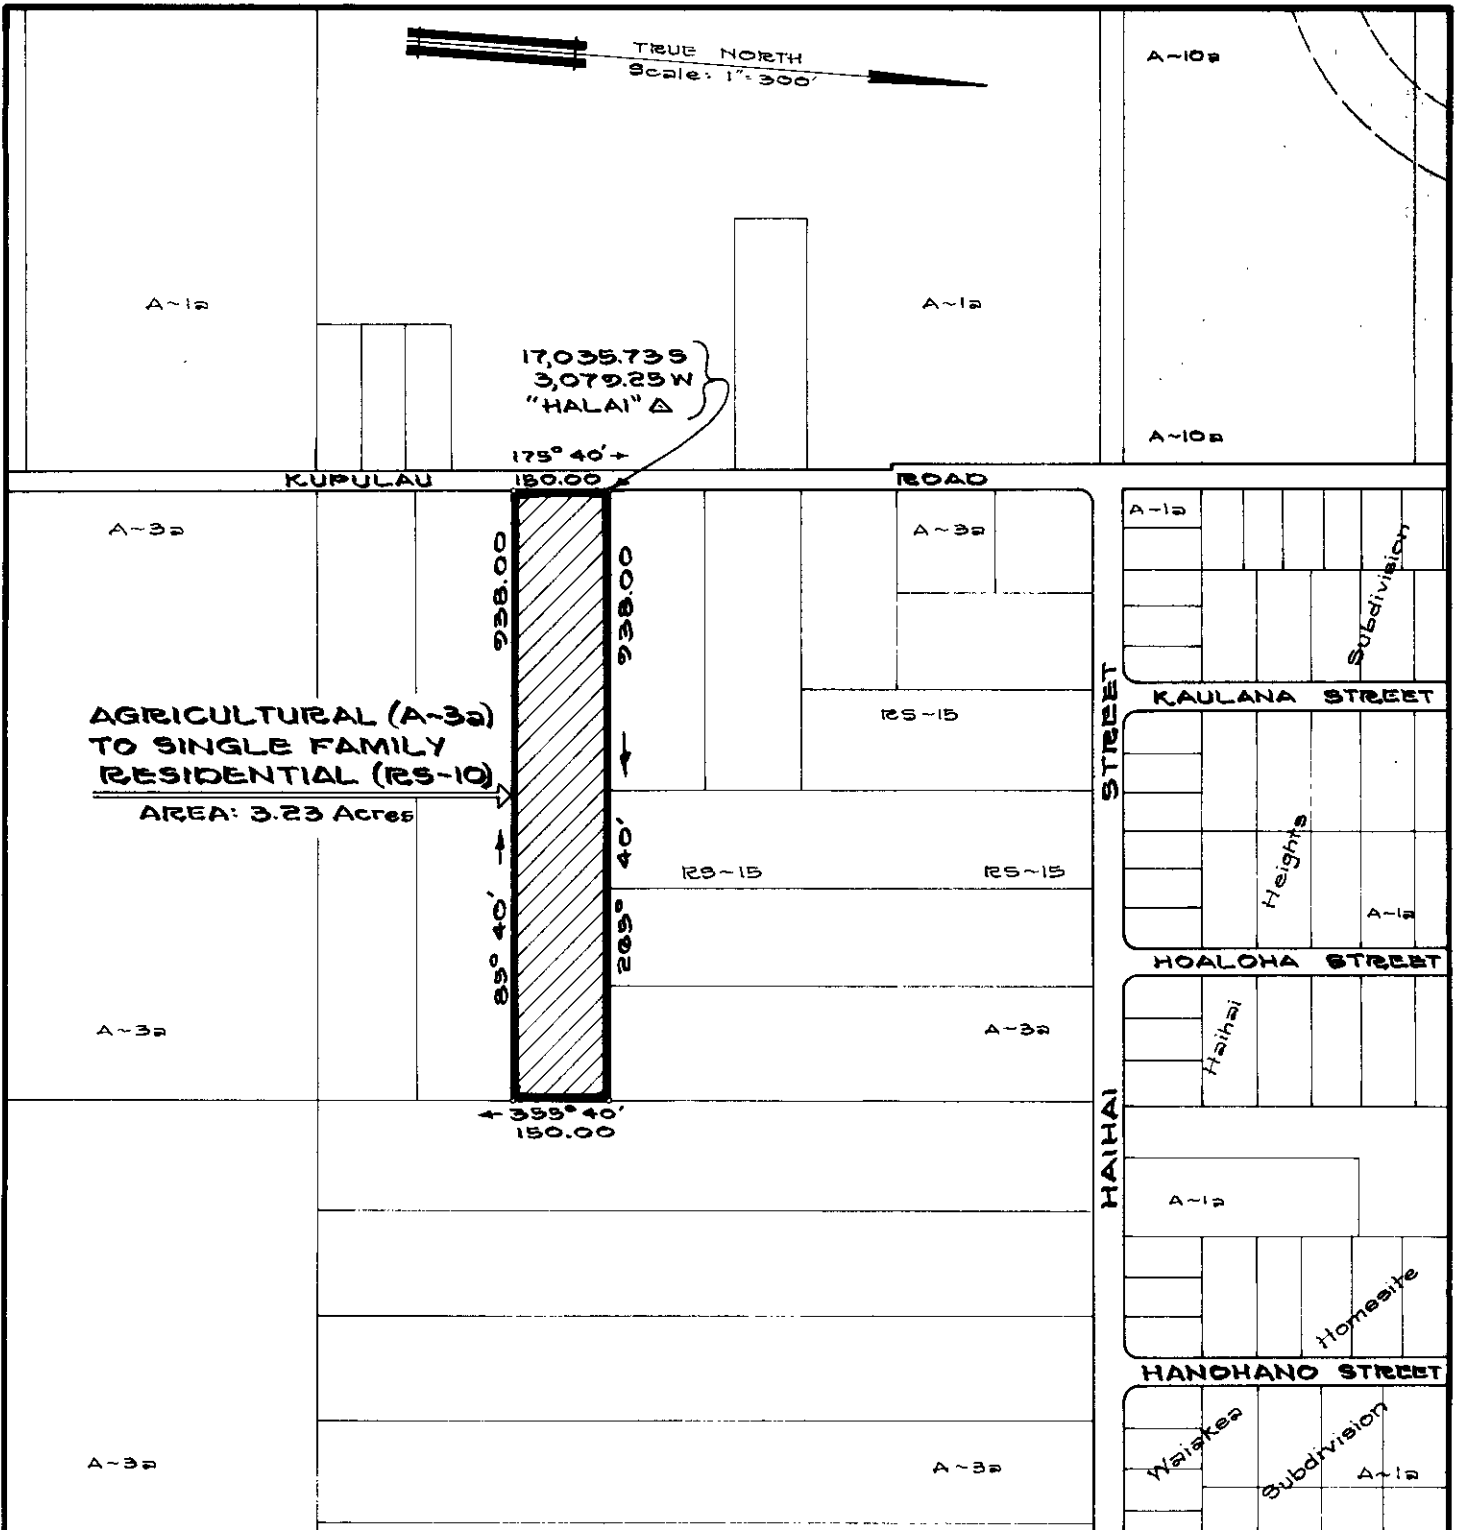 TRUE NORTH
Scale: 1"=300'
A~10a
A~1a
A~1a
17,035.73 S
3,079.25 W
"HALAI" △
A~10a
175° 40' →
KUPULAU
150.00
ROAD
A~3a
A~3a
A~1a
938.00
938.00
Subdivision
KAULANA STREET
STREET
AGRICULTURAL (A~3a)
TO SINGLE FAMILY
RESIDENTIAL (RS-10)
AREA: 3.23 Acres
RS~15
RS~15
RS~15
Heights
A~1a
85° 40'
265° 40'
HOALOHA STREET
A~3a
A~3a
Haihai
← 355° 40'
150.00
HAIHAI
A~1a
Homesite
HANOHANO STREET
Waiakea
Subdivision
A~1a
A~3a
A~3a